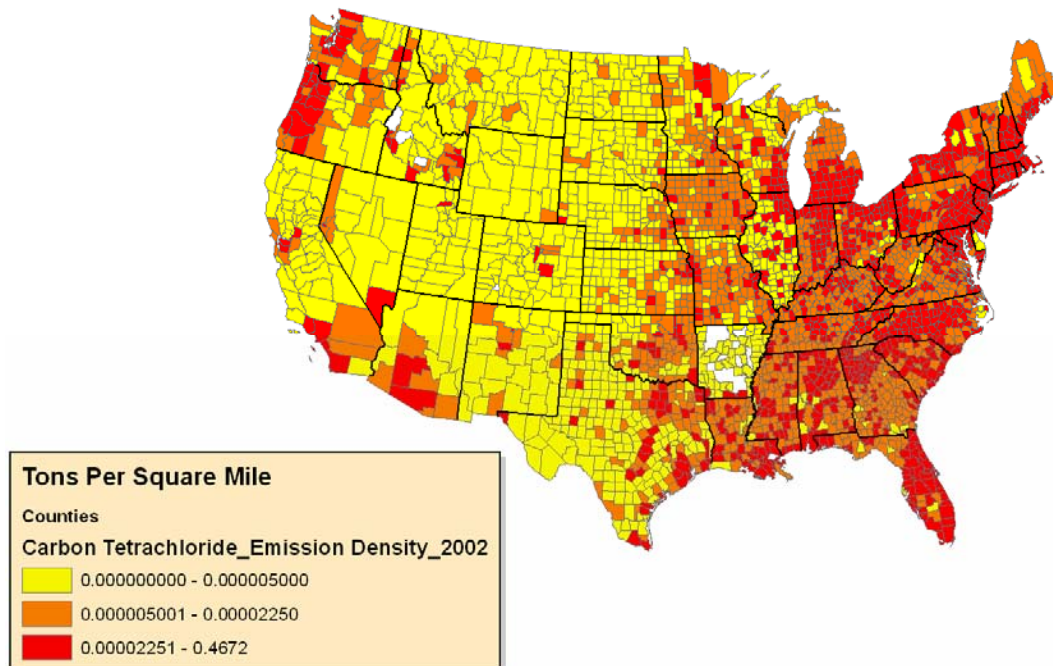 Tons Per Square Mile
Counties
Carbon Tetrachloride_Emission Density_2002
0.000000000 - 0.000005000
0.000005001 - 0.00002250
0.00002251 - 0.4672